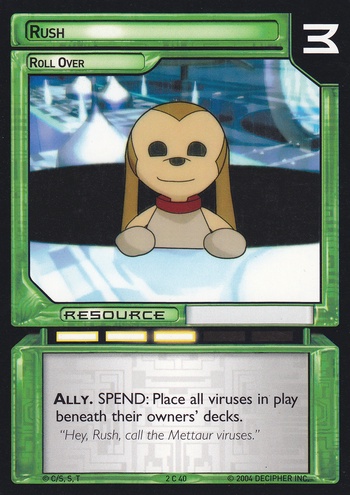 Rush
3
Roll Over
RESOURCE
Ally. SPEND: Place all viruses in play
beneath their owners' decks.
"Hey, Rush, call the Mettaur viruses."
© C/S, S, T 2 C 40 © 2004 DECIPHER INC.